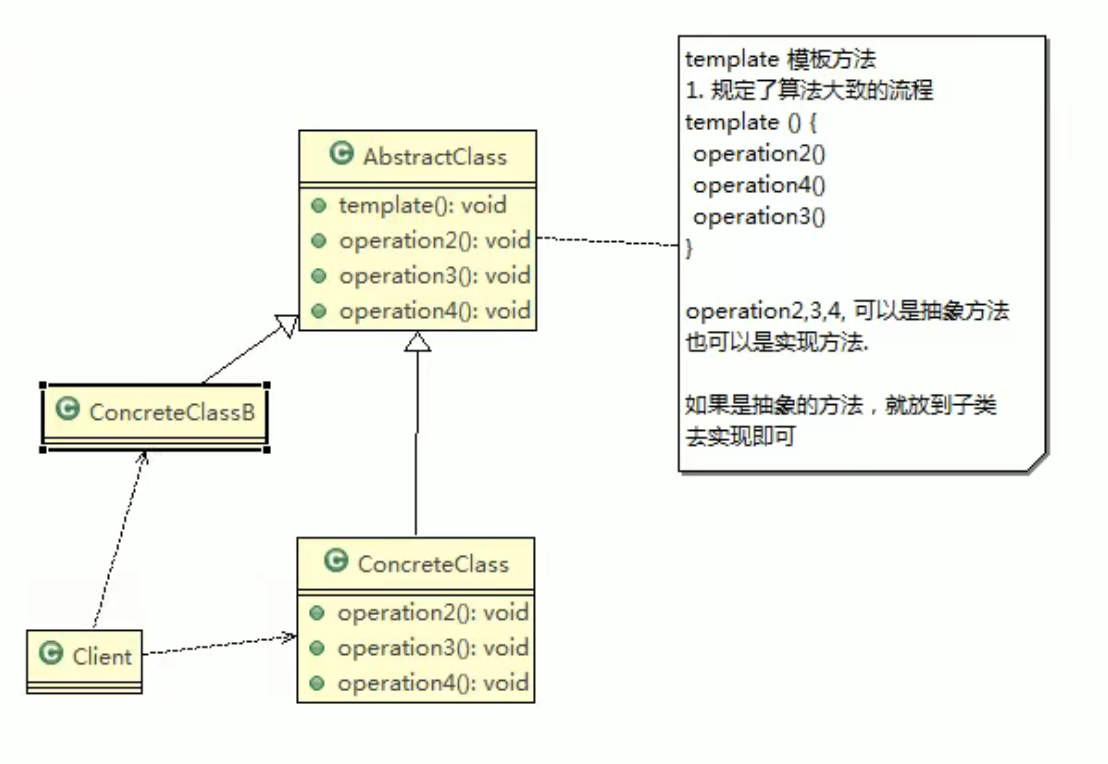 template 模板方法
1. 规定了算法大致的流程
template () {
operation2()
operation4()
operation3()
}
operation2,3,4, 可以是抽象方法
也可以是实现方法.
如果是抽象的方法，就放到子类
去实现即可
C AbstractClass
template(): void
operation2(): void
operation3(): void
operation4(): void
C ConcreteClassB
C ConcreteClass
operation2(): void
operation3(): void
operation4(): void
C Client